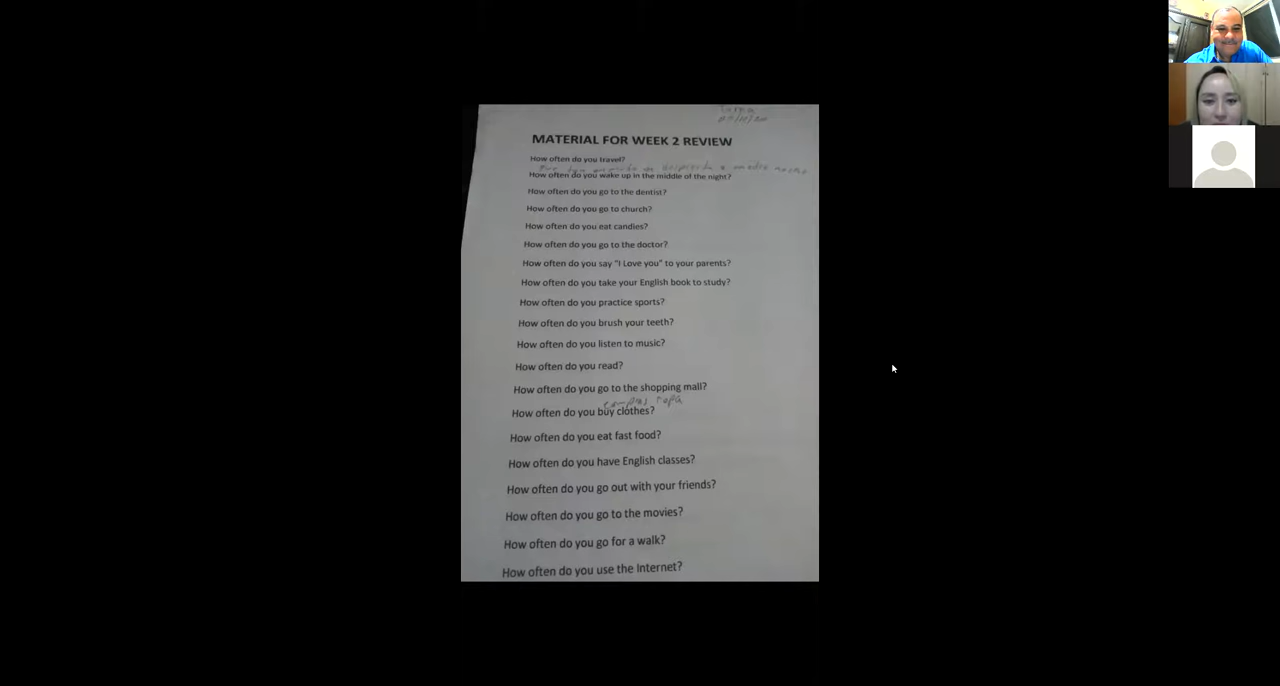 MATERIAL FOR WEEK 2 REVIEW
How often do you travel?
How often do you wake up in the middle of the night?
How often do you go to the dentist?
How often do you go to church?
How often do you eat candies?
How often do you go to the doctor?
How often do you say "I Love you" to your parents?
How often do you take your English book to study?
How often do you practice sports?
How often do you brush your teeth?
How often do you listen to music?
How often do you read?
How often do you go to the shopping mall?
compras ropa
How often do you buy clothes?
How often do you eat fast food?
How often do you have English classes?
How often do you go out with your friends?
How often do you go to the movies?
How often do you go for a walk?
How often do you use the Internet?